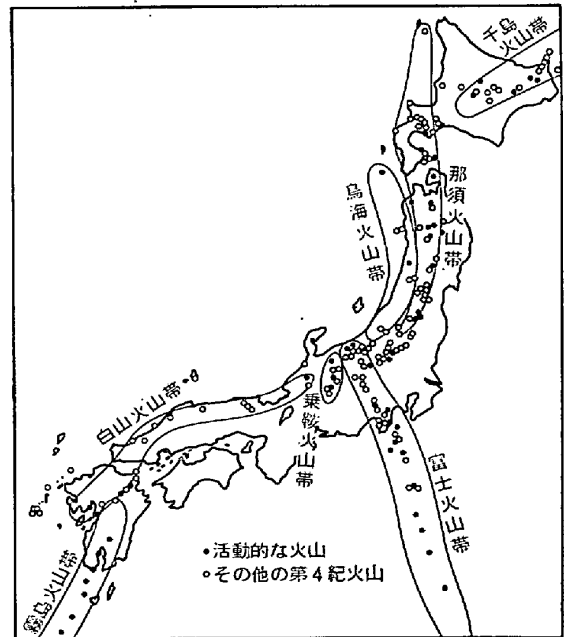 千島
火山帯
那須火山帯
鳥海火山帯
乗鞍火山帯
白山火山帯
富士火山帯
霧島火山帯
•活動的な火山
○その他の第4紀火山